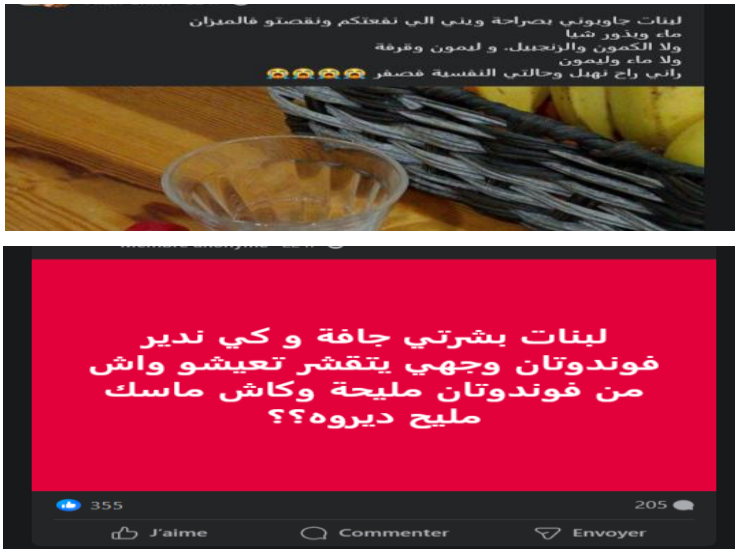 لبنات جاوبوني بصراحة ويني الي نفعتكم ونقصتو فالميزان
ماء وبذور شيا
ولا الكمون والزنجبيل. و ليمون وقرفة
ولا ماء وليمون
راني راح نهبل وحالتي النفسية فصفر 😭😭😭😭
لبنات بشرتي جافة و كي ندير
فوندوتان وجهي يتقشر تعيشو واش
من فوندوتان مليحة وكاش ماسك
مليح ديروه؟؟
355
205
J'aime
Commenter
Envoyer